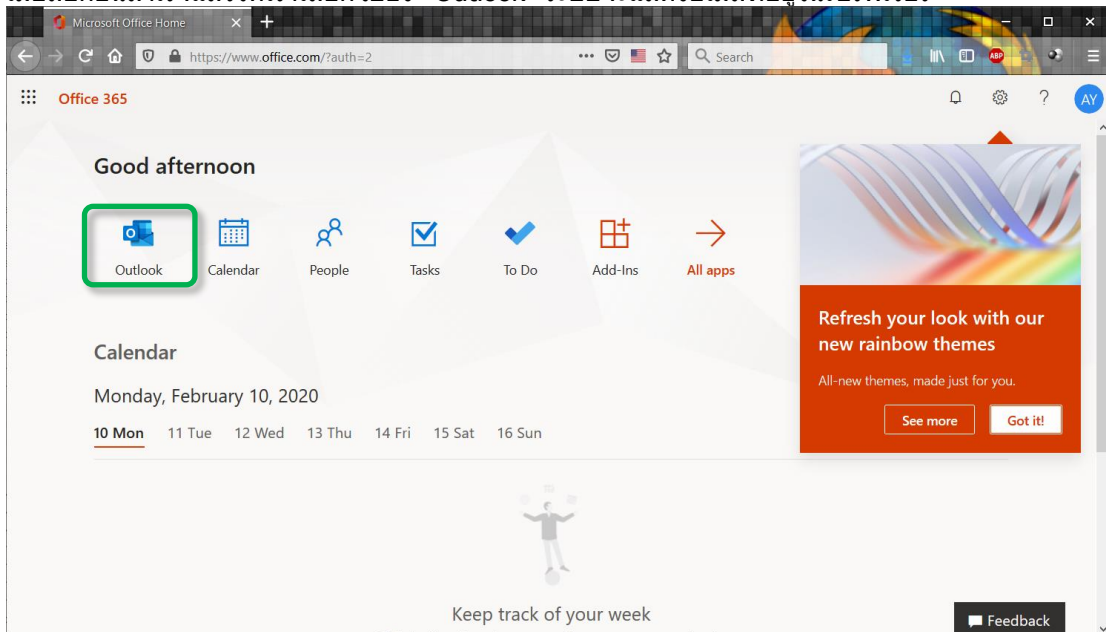 Microsoft Office Home
https://www.office.com/?auth=2
Search
ABP
Office 365
AY
Good afternoon
Outlook
Calendar
People
Tasks
To Do
Add-Ins
All apps
Refresh your look with our
new rainbow themes
All-new themes, made just for you.
See more
Got it!
Calendar
Monday, February 10, 2020
10 Mon 11 Tue 12 Wed 13 Thu 14 Fri 15 Sat 16 Sun
Keep track of your week
Feedback